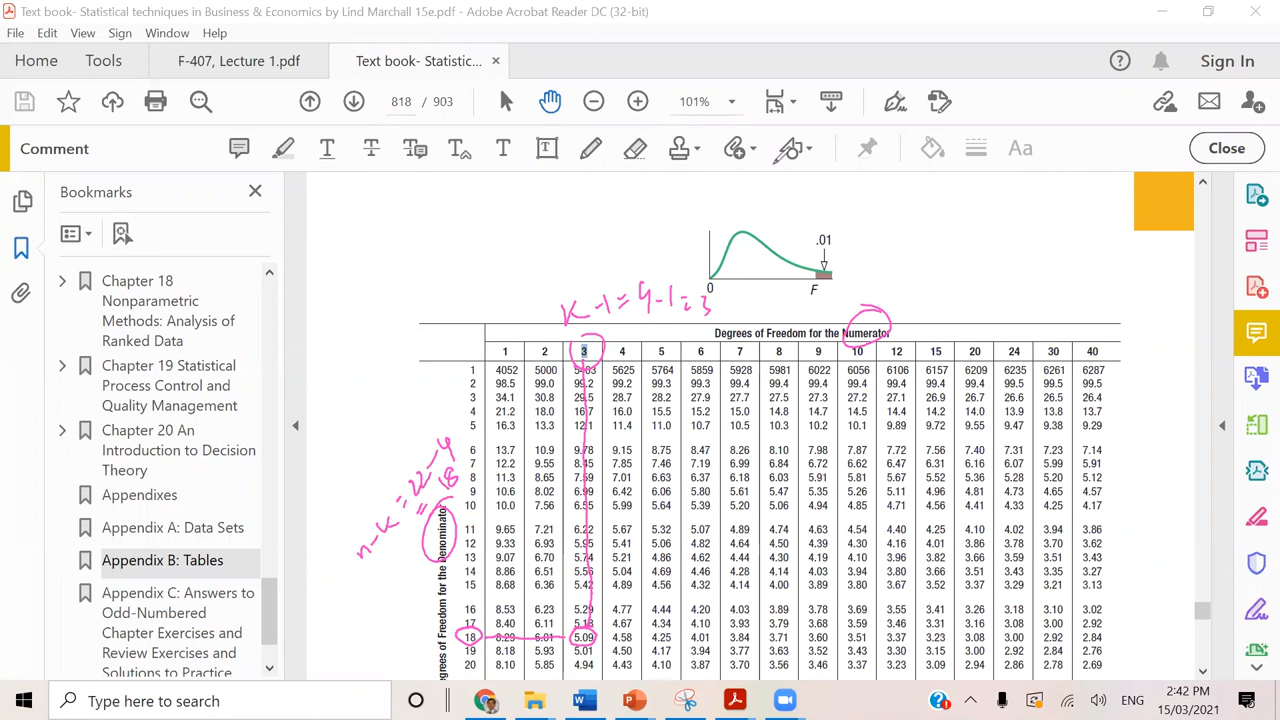 Text book- Statistical techniques in Business & Economics by Lind Marchall 15e.pdf - Adobe Acrobat Reader DC (32-bit)
File Edit View Sign Window Help
Home Tools F-407, Lecture 1.pdf Text book- Statistic... × Sign In
818 / 903 101%
Comment Close
Bookmarks
Chapter 18
Nonparametric
Methods: Analysis of
Ranked Data
Chapter 19 Statistical
Process Control and
Quality Management
Chapter 20 An
Introduction to Decision
Theory
Appendixes
Appendix A: Data Sets
Appendix B: Tables
Appendix C: Answers to
Odd-Numbered
Chapter Exercises and
Review Exercises and
Solutions to Practice
.01
0 F
K-1=4-1=3
Degrees of Freedom for the Numerator
1 2 3 4 5 6 7 8 9 10 12 15 20 24 30 40
1 4052 5000 5403 5625 5764 5859 5928 5981 6022 6056 6106 6157 6209 6235 6261 6287
2 98.5 99.0 99.2 99.2 99.3 99.3 99.4 99.4 99.4 99.4 99.4 99.4 99.4 99.5 99.5 99.5
3 34.1 30.8 29.5 28.7 28.2 27.9 27.7 27.5 27.3 27.2 27.1 26.9 26.7 26.6 26.5 26.4
4 21.2 18.0 16.7 16.0 15.5 15.2 15.0 14.8 14.7 14.5 14.4 14.2 14.0 13.9 13.8 13.7
5 16.3 13.3 12.1 11.4 11.0 10.7 10.5 10.3 10.2 10.1 9.89 9.72 9.55 9.47 9.38 9.29
6 13.7 10.9 9.78 9.15 8.75 8.47 8.26 8.10 7.98 7.87 7.72 7.56 7.40 7.31 7.23 7.14
7 12.2 9.55 8.45 7.85 7.46 7.19 6.99 6.84 6.72 6.62 6.47 6.31 6.16 6.07 5.99 5.91
8 11.3 8.65 7.59 7.01 6.63 6.37 6.18 6.03 5.91 5.81 5.67 5.52 5.36 5.28 5.20 5.12
9 10.6 8.02 6.99 6.42 6.06 5.80 5.61 5.47 5.35 5.26 5.11 4.96 4.81 4.73 4.65 4.57
10 10.0 7.56 6.55 5.99 5.64 5.39 5.20 5.06 4.94 4.85 4.71 4.56 4.41 4.33 4.25 4.17
11 9.65 7.21 6.22 5.67 5.32 5.07 4.89 4.74 4.63 4.54 4.40 4.25 4.10 4.02 3.94 3.86
12 9.33 6.93 5.95 5.41 5.06 4.82 4.64 4.50 4.39 4.30 4.16 4.01 3.86 3.78 3.70 3.62
13 9.07 6.70 5.74 5.21 4.86 4.62 4.44 4.30 4.19 4.10 3.96 3.82 3.66 3.59 3.51 3.43
14 8.86 6.51 5.56 5.04 4.69 4.46 4.28 4.14 4.03 3.94 3.80 3.66 3.51 3.43 3.35 3.27
15 8.68 6.36 5.42 4.89 4.56 4.32 4.14 4.00 3.89 3.80 3.67 3.52 3.37 3.29 3.21 3.13
16 8.53 6.23 5.29 4.77 4.44 4.20 4.03 3.89 3.78 3.69 3.55 3.41 3.26 3.18 3.10 3.02
17 8.40 6.11 5.18 4.67 4.34 4.10 3.93 3.79 3.68 3.59 3.46 3.31 3.16 3.08 3.00 2.92
18 8.29 6.01 5.09 4.58 4.25 4.01 3.84 3.71 3.60 3.51 3.37 3.23 3.08 3.00 2.92 2.84
19 8.18 5.93 5.01 4.50 4.17 3.94 3.77 3.63 3.52 3.43 3.30 3.15 3.00 2.92 2.84 2.76
20 8.10 5.85 4.94 4.43 4.10 3.87 3.70 3.56 3.46 3.37 3.23 3.09 2.94 2.86 2.78 2.69
egrees of Freedom for the Denominator
n-K = 22-4
= 18
Type here to search
ENG
2:42 PM
15/03/2021